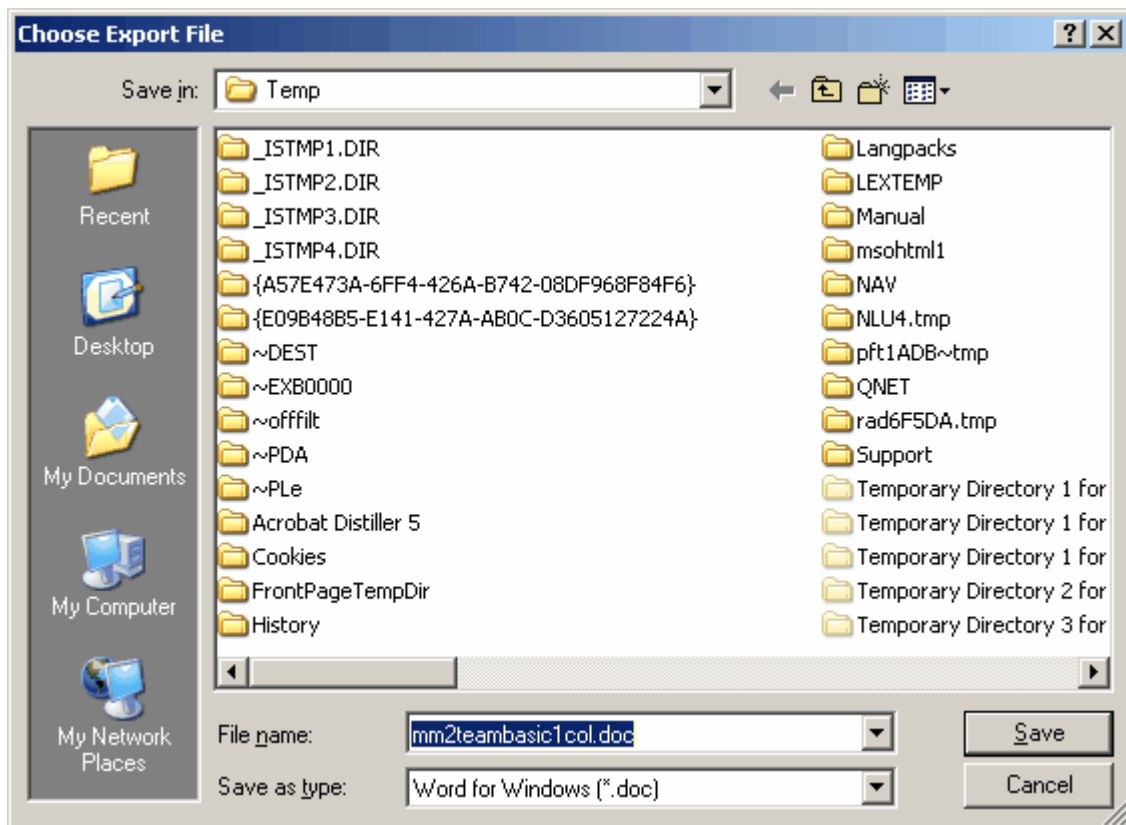 Choose Export File
Save in: Temp
Recent
Desktop
My Documents
My Computer
My Network
Places
_ISTMP1.DIR
_ISTMP2.DIR
_ISTMP3.DIR
_ISTMP4.DIR
{A57E473A-6FF4-426A-B742-08DF968F84F6}
{E09B48B5-E141-427A-AB0C-D3605127224A}
~DEST
~EXB0000
~offfilt
~PDA
~PLe
Acrobat Distiller 5
Cookies
FrontPageTempDir
History
Langpacks
LEXTEMP
Manual
msohtml1
NAV
NLU4.tmp
pft1ADB~tmp
QNET
rad6F5DA.tmp
Support
Temporary Directory 1 for
Temporary Directory 1 for
Temporary Directory 1 for
Temporary Directory 2 for
Temporary Directory 3 for
File name: mm2teambasic1col.doc
Save
Save as type: Word for Windows (*.doc)
Cancel